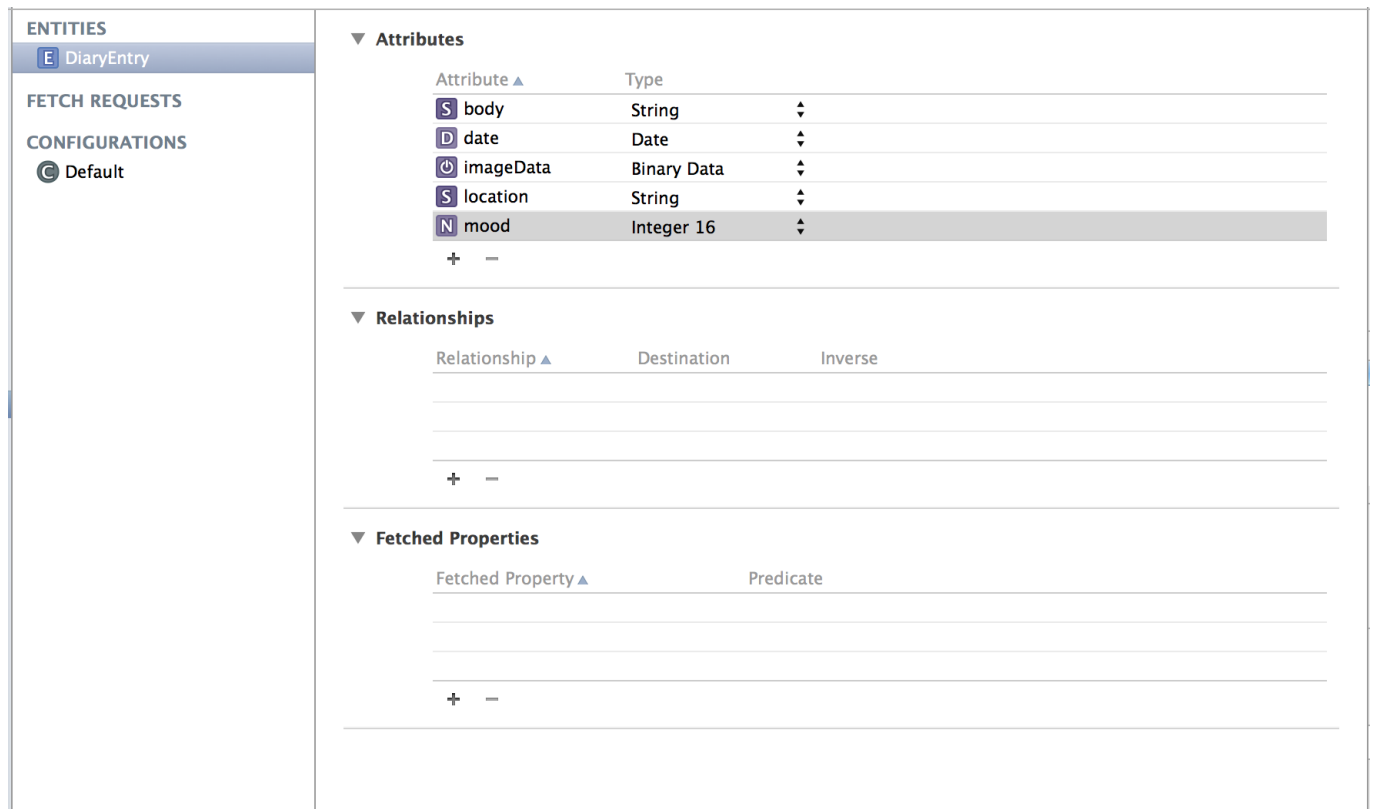 ENTITIES
E DiaryEntry
FETCH REQUESTS
CONFIGURATIONS
C Default
Attributes
Attribute Type
S body String
D date Date
imageData Binary Data
S location String
N mood Integer 16
Relationships
Relationship Destination Inverse
Fetched Properties
Fetched Property Predicate